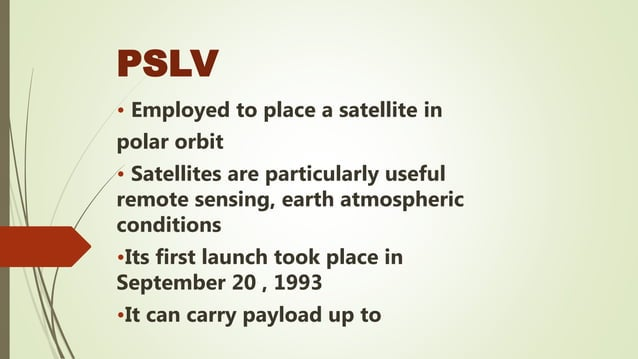 PSLV
• Employed to place a satellite in
polar orbit
• Satellites are particularly useful
remote sensing, earth atmospheric
conditions
•Its first launch took place in
September 20 , 1993
•It can carry payload up to